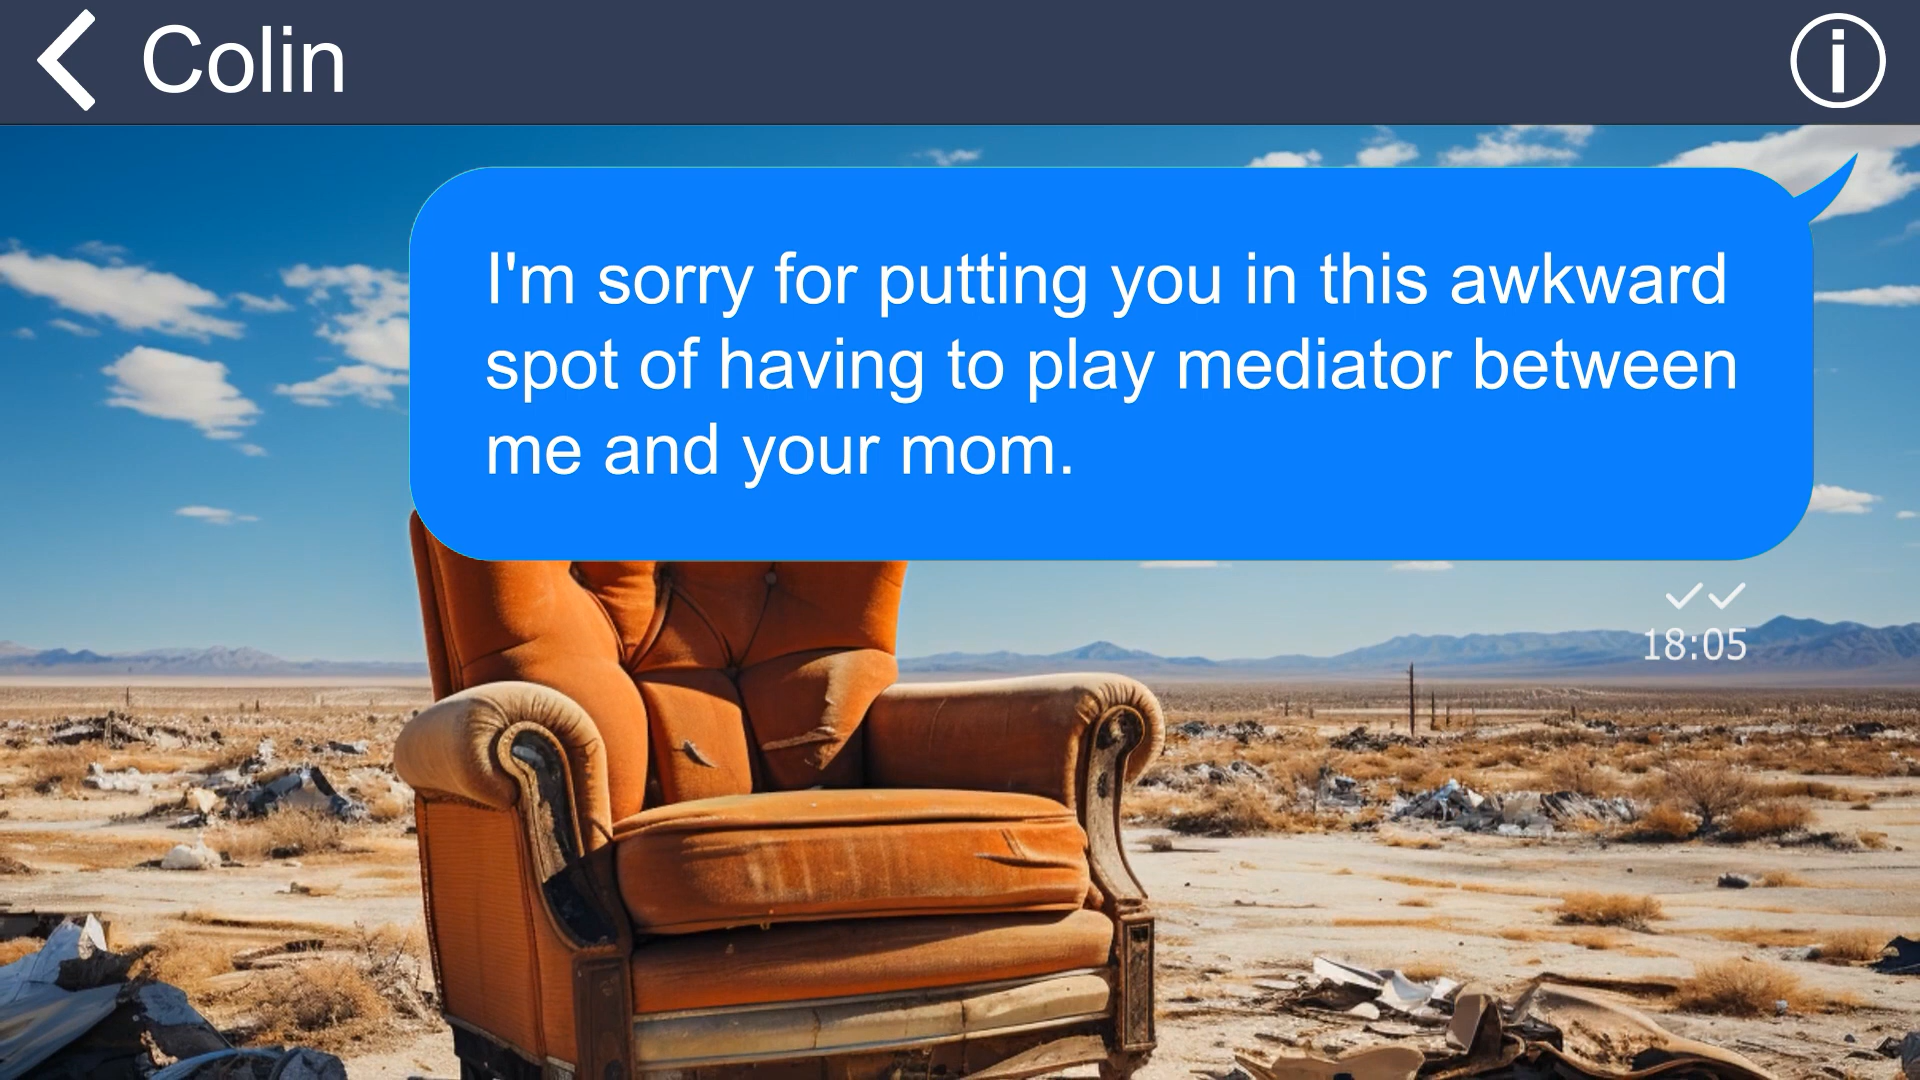 Colin
I'm sorry for putting you in this awkward
spot of having to play mediator between
me and your mom.
18:05